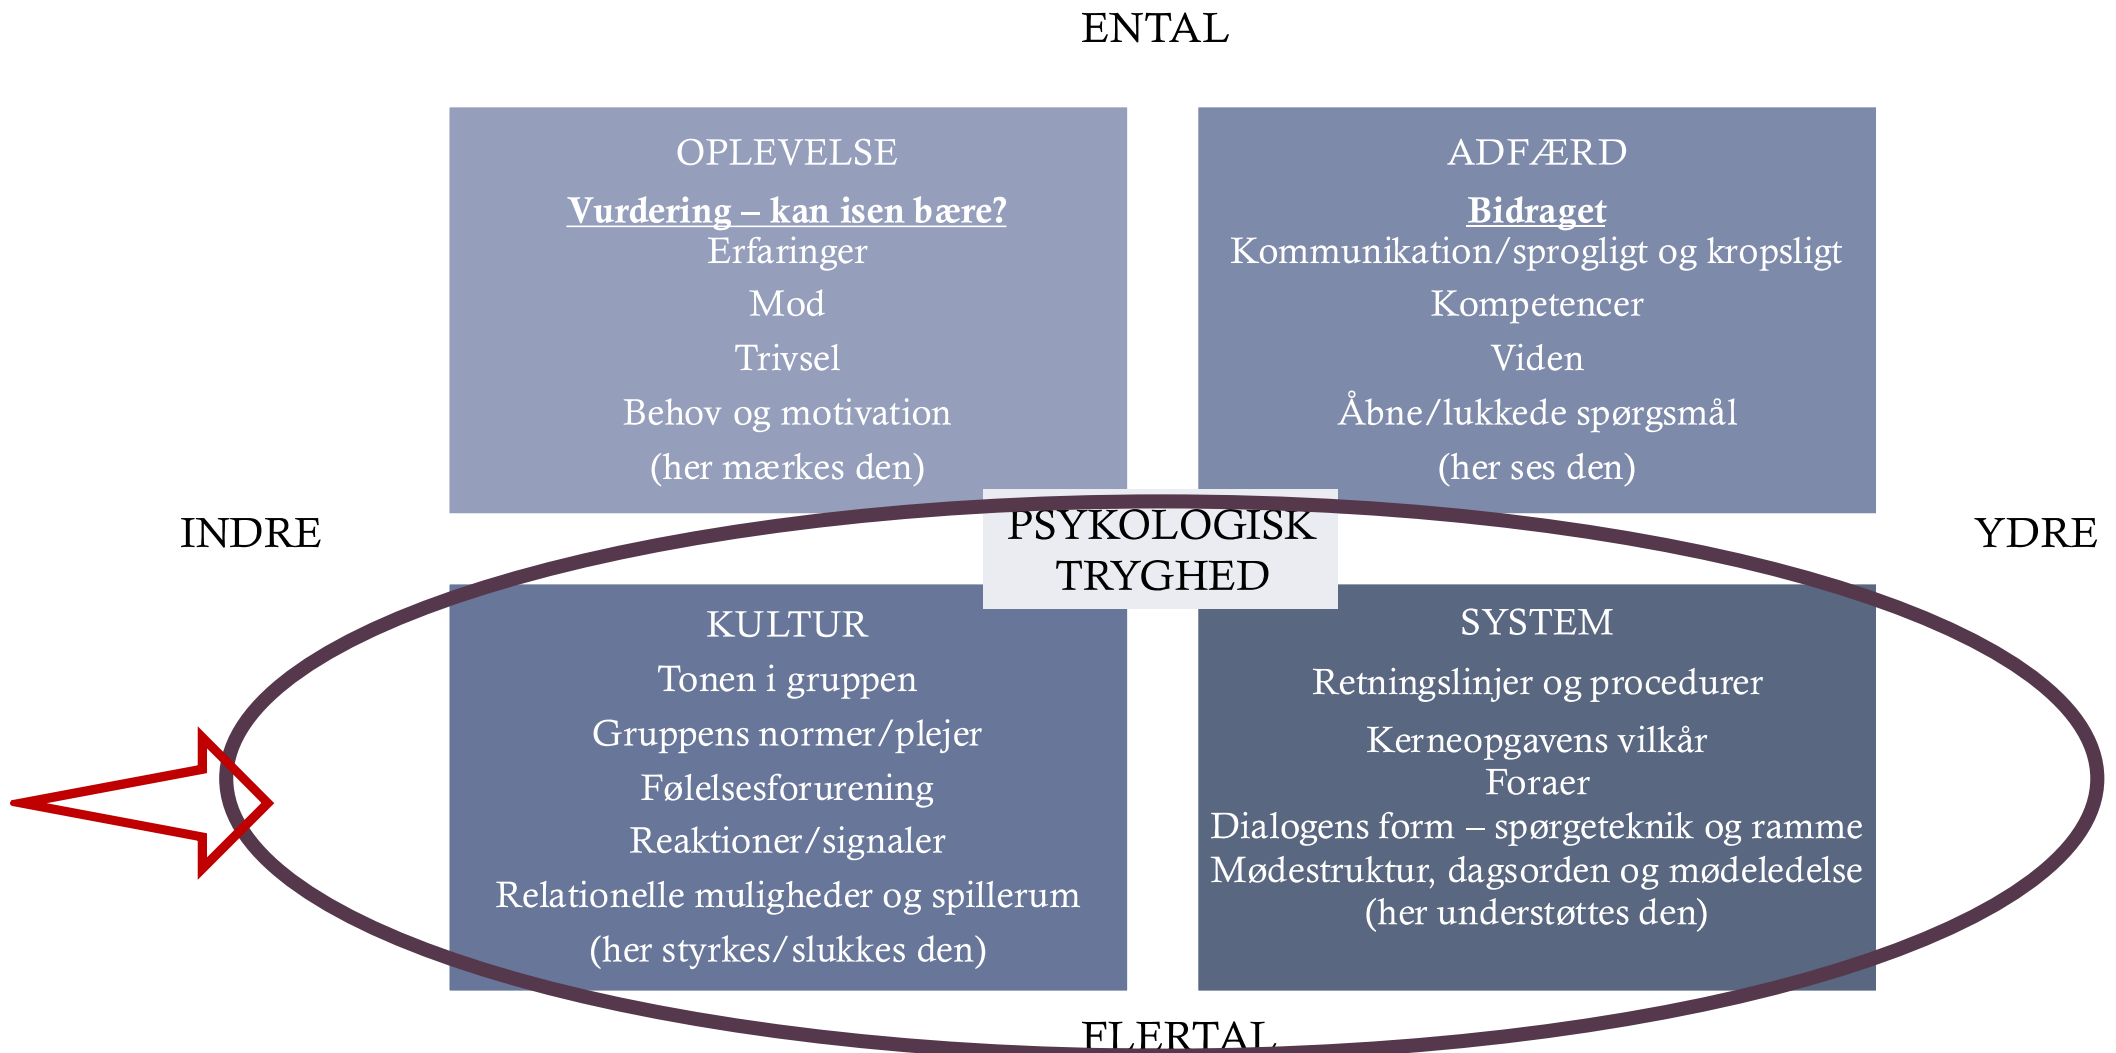 ENTAL
OPLEVELSE
Vurdering – kan isen bære?
Erfaringer
Mod
Trivsel
Behov og motivation
(her mærkes den)
ADFÆRD
Bidraget
Kommunikation/sprogligt og kropsligt
Kompetencer
Viden
Åbne/lukkede spørgsmål
(her ses den)
INDRE
PSYKOLOGISK
TRYGHED
YDRE
KULTUR
Tonen i gruppen
Gruppens normer/plejer
Følelsesforurening
Reaktioner/signaler
Relationelle muligheder og spillerum
(her styrkes/slukkes den)
SYSTEM
Retningslinjer og procedurer
Kerneopgavens vilkår
Foraer
Dialogens form – spørgeteknik og ramme
Mødestruktur, dagsorden og mødeledelse
(her understøttes den)
FLERTAL